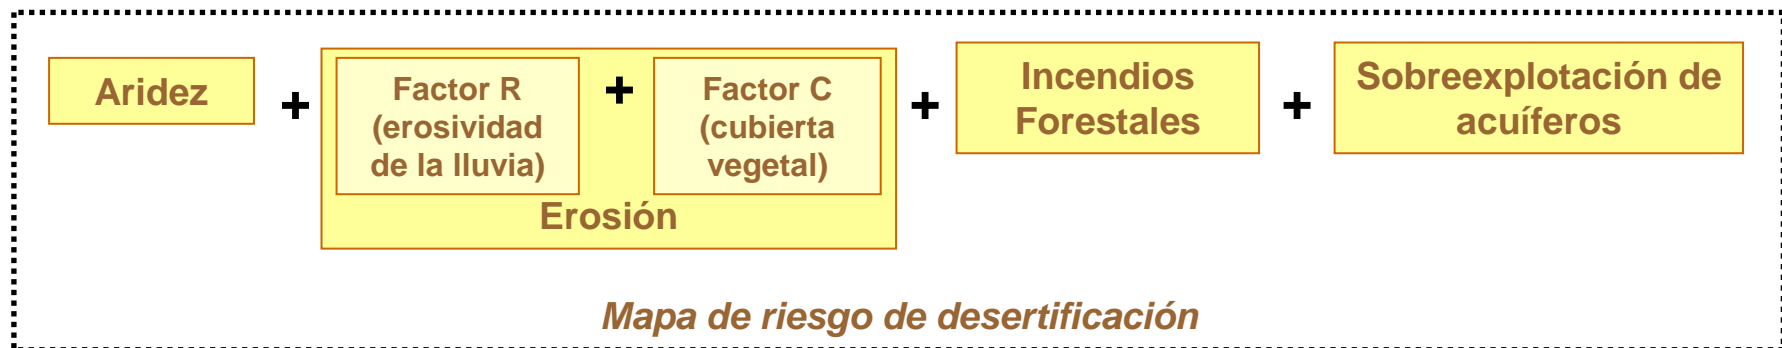 Aridez
+
Factor R
(erosividad
de la lluvia)
+
Factor C
(cubierta
vegetal)
Erosión
+
Incendios
Forestales
+
Sobreexplotación de
acuíferos
Mapa de riesgo de desertificación